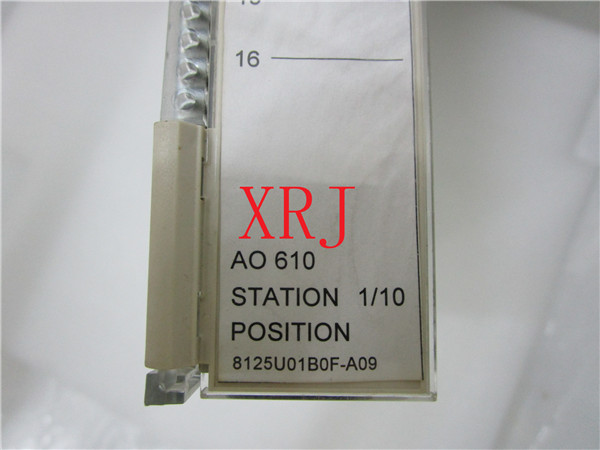 16
XRJ
AO 610
STATION 1/10
POSITION
8125U01B0F-A09